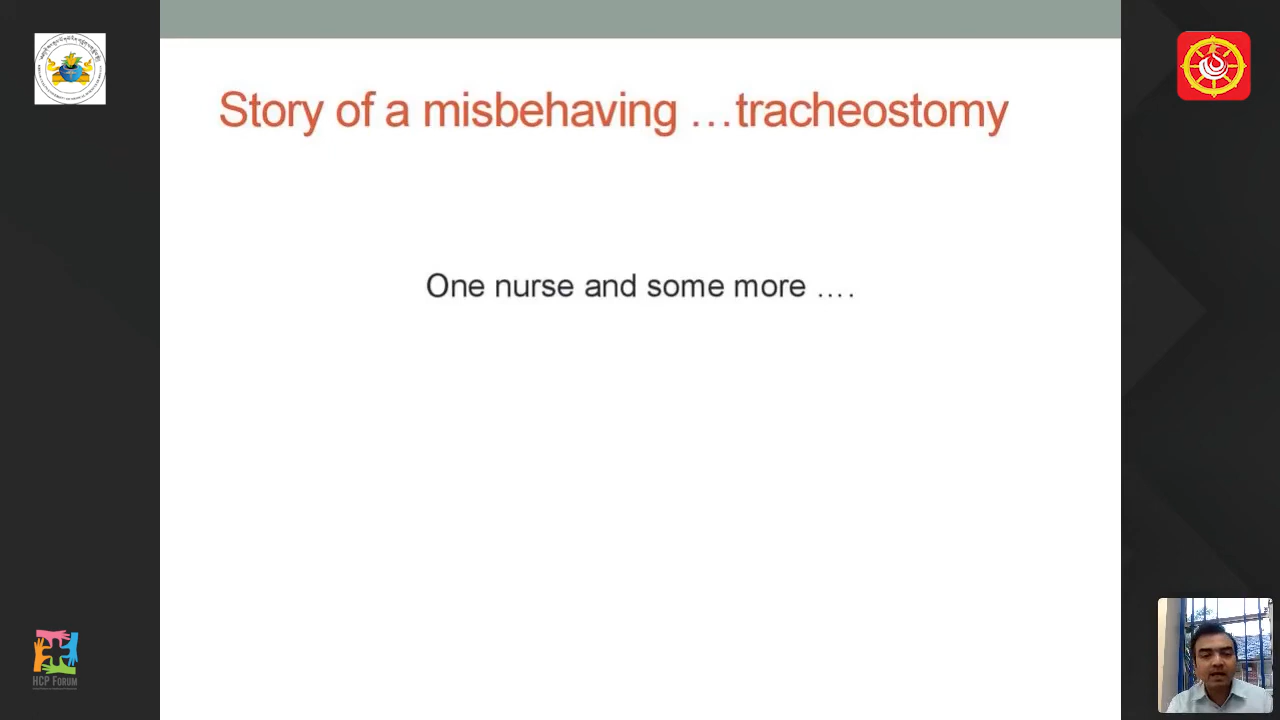 Story of a misbehaving ...tracheostomy
One nurse and some more ....
HCP FORUM